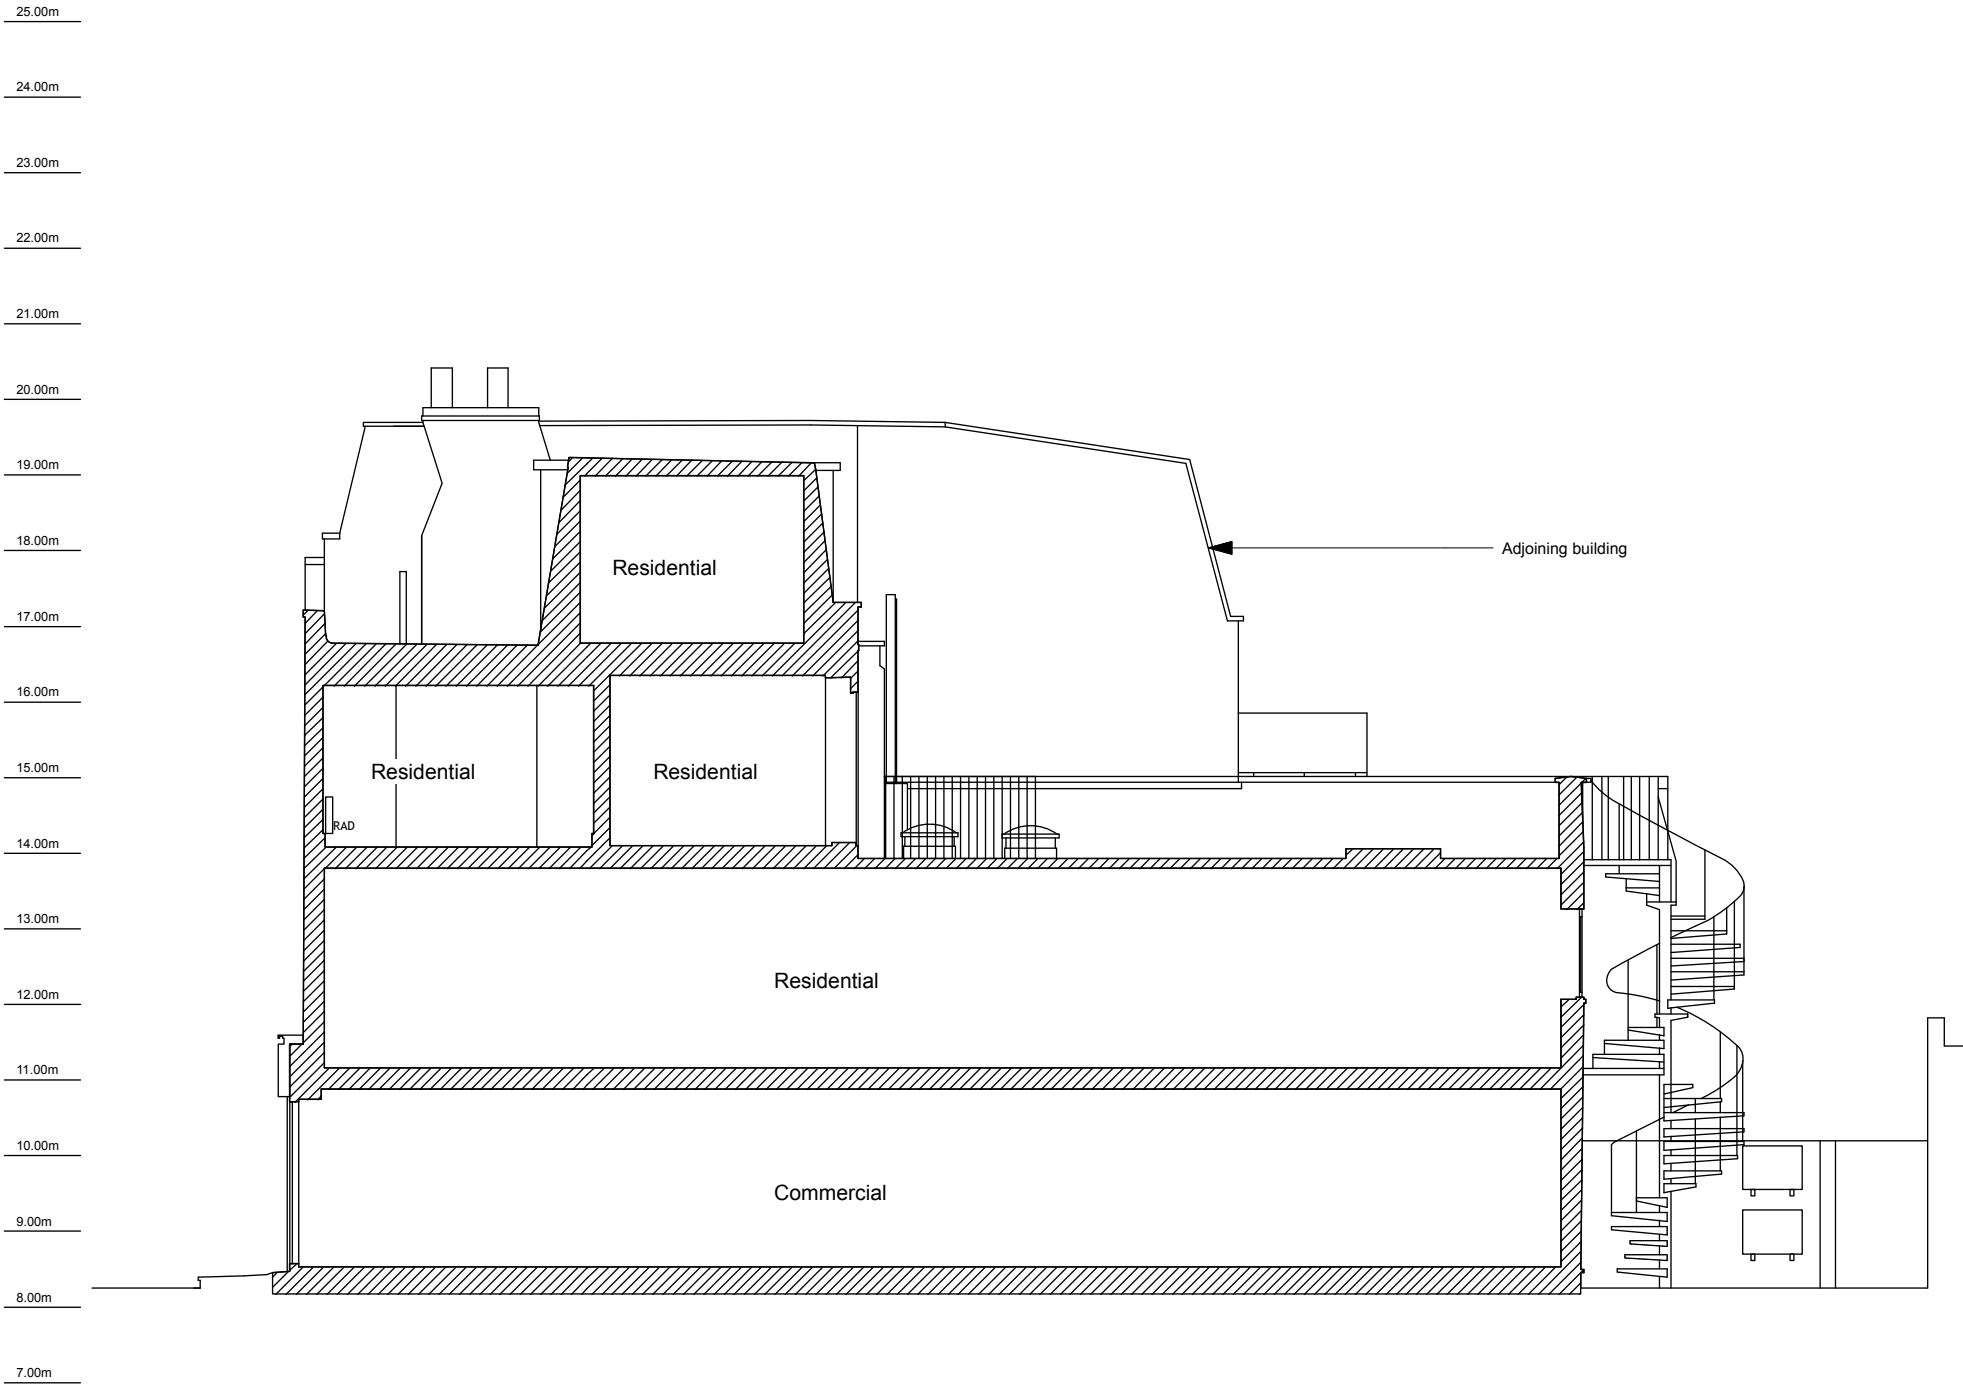 25.00m
24.00m
23.00m
22.00m
21.00m
20.00m
19.00m
18.00m
17.00m
16.00m
15.00m
14.00m
13.00m
12.00m
11.00m
10.00m
9.00m
8.00m
7.00m
Adjoining building
Residential
Residential
Residential
RAD
Residential
Commercial